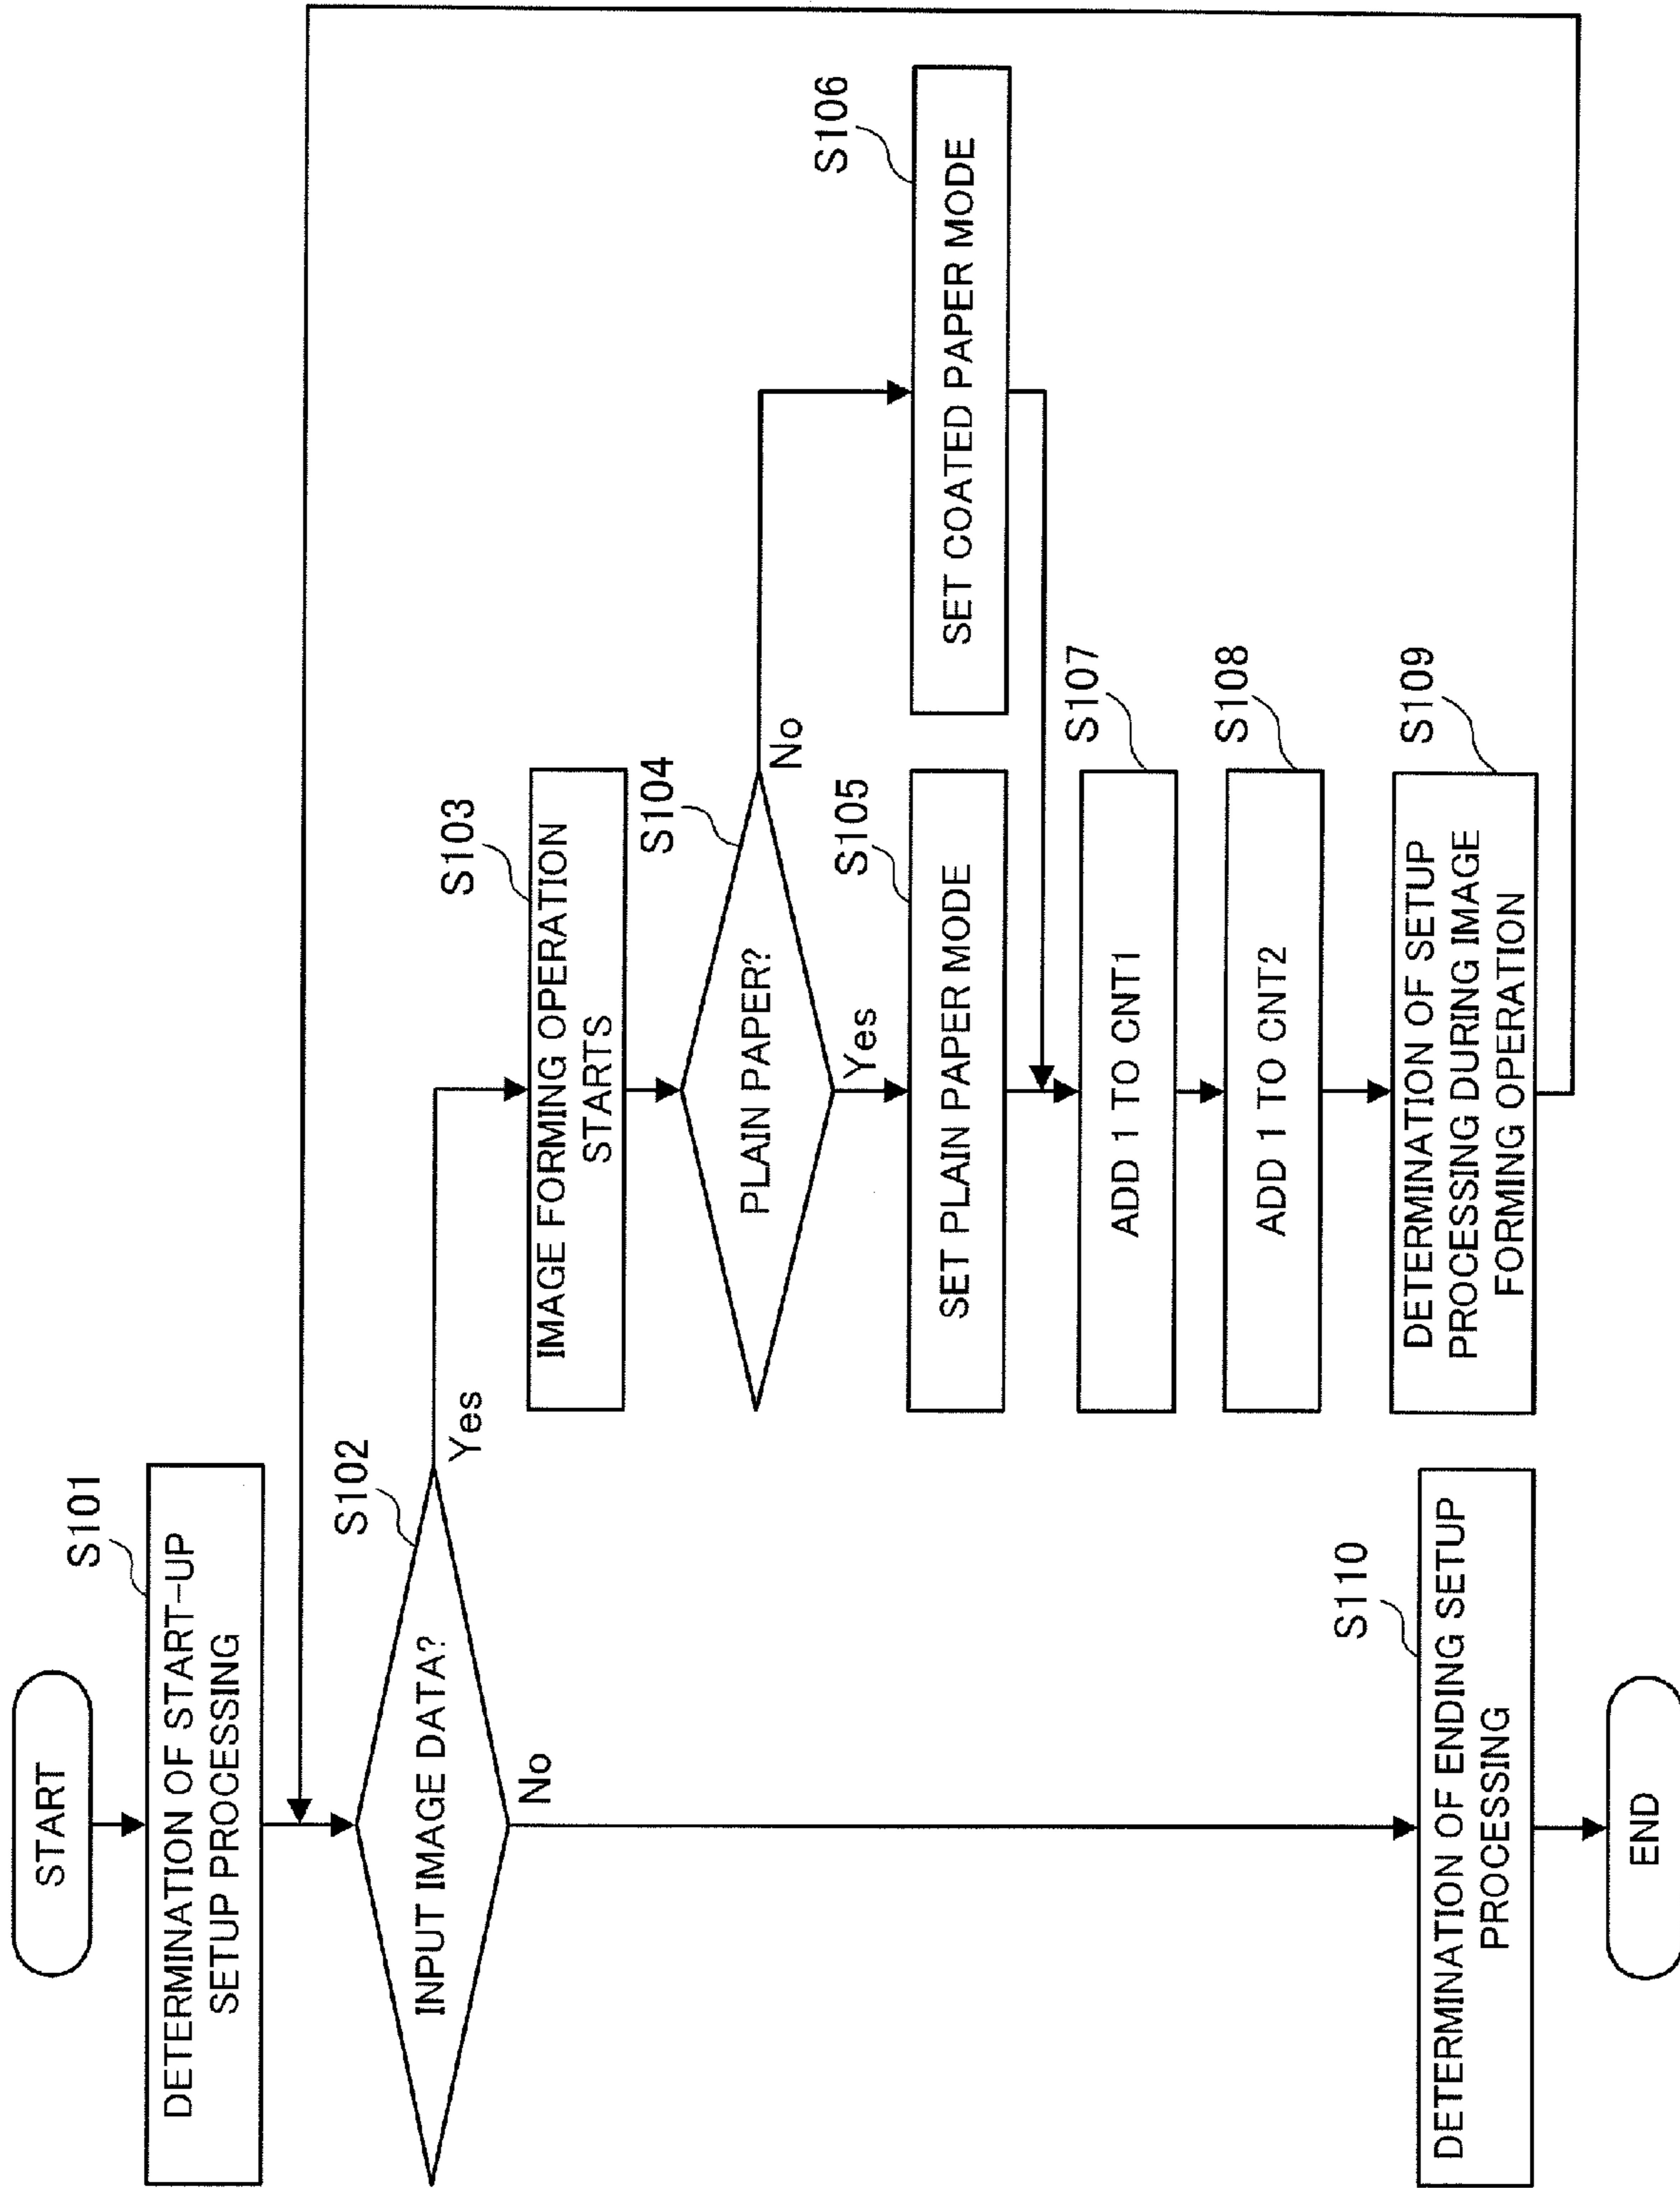 START
S101
DETERMINATION OF START-UP
SETUP PROCESSING
S102
INPUT IMAGE DATA?
Yes
No
S103
IMAGE FORMING OPERATION
STARTS
S104
PLAIN PAPER?
No
Yes
S105
SET PLAIN PAPER MODE
S106
SET COATED PAPER MODE
S107
ADD 1 TO CNT1
S108
ADD 1 TO CNT2
S109
DETERMINATION OF SETUP
PROCESSING DURING IMAGE
FORMING OPERATION
S110
DETERMINATION OF ENDING SETUP
PROCESSING
END